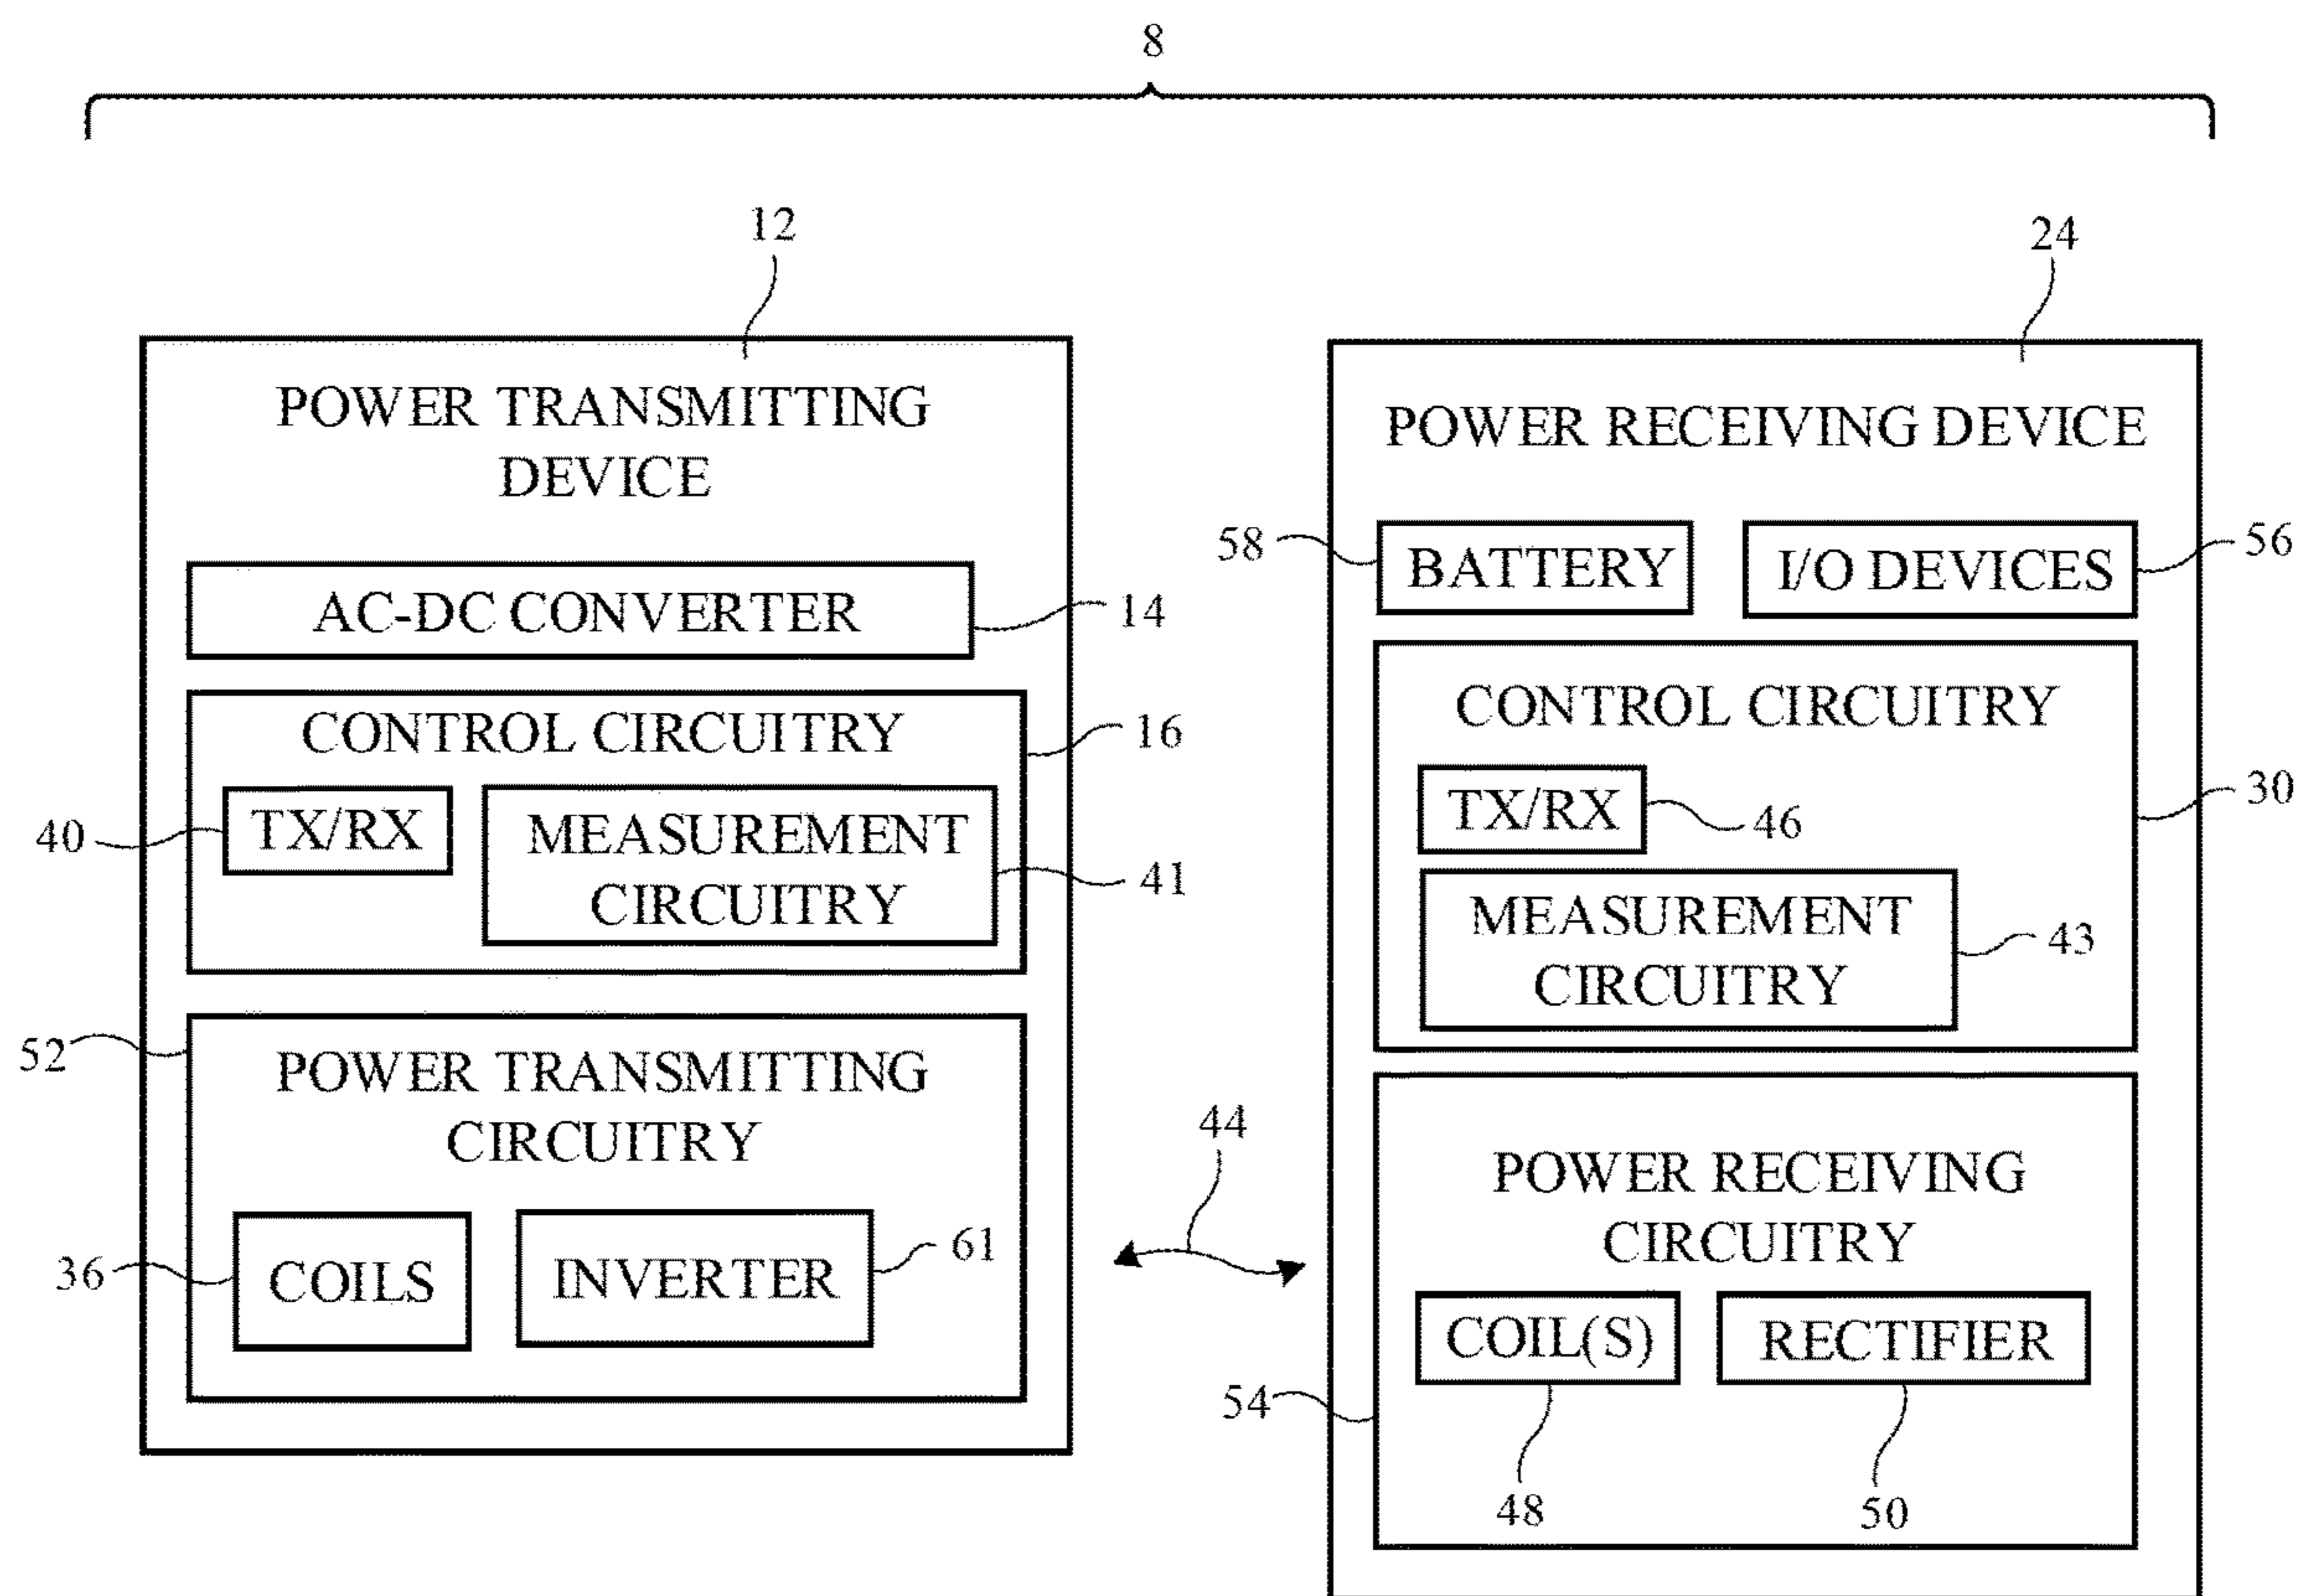 8
12
POWER TRANSMITTING
DEVICE
AC-DC CONVERTER
14
CONTROL CIRCUITRY
16
TX/RX
40
MEASUREMENT
CIRCUITRY
41
52
POWER TRANSMITTING
CIRCUITRY
36
COILS
INVERTER
61
44
24
POWER RECEIVING DEVICE
58
BATTERY
I/O DEVICES
56
CONTROL CIRCUITRY
30
TX/RX
46
MEASUREMENT
CIRCUITRY
43
POWER RECEIVING
CIRCUITRY
COIL(S)
RECTIFIER
54
48
50